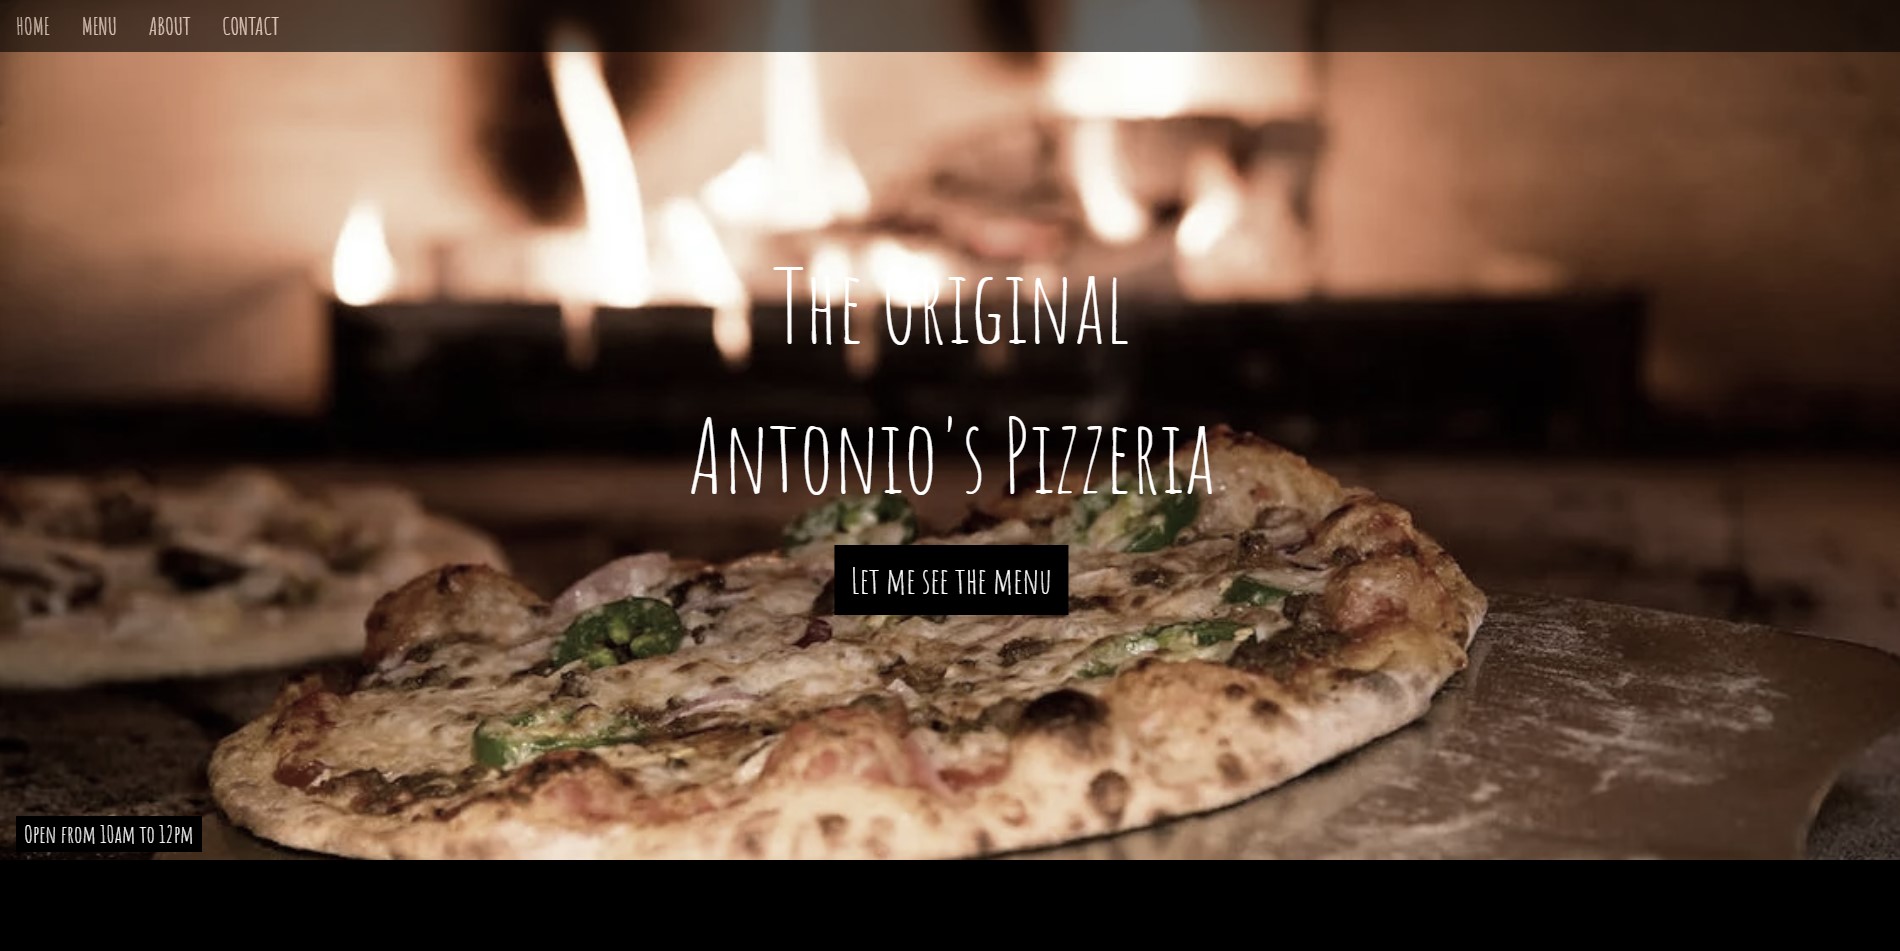 HOME MENU ABOUT CONTACT
The original
Antonio's Pizzeria
Let me see the menu
Open from 10am to 12pm